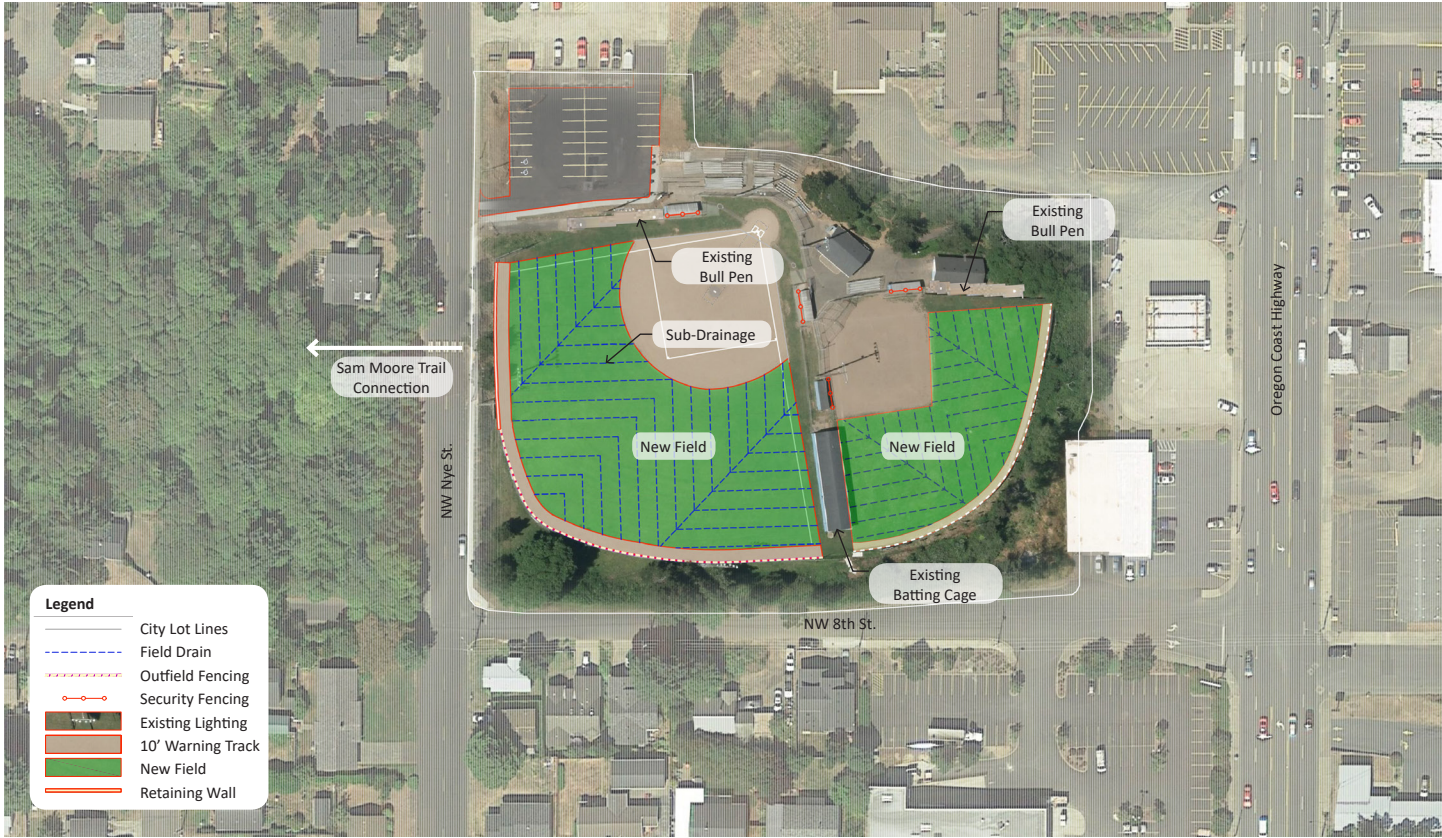 Existing
Bull Pen
Existing
Bull Pen
Sub-Drainage
Sam Moore Trail
Connection
New Field
New Field
NW Nye St.
Oregon Coast Highway
Existing
Batting Cage
NW 8th St.
Legend
City Lot Lines
Field Drain
Outfield Fencing
Security Fencing
Existing Lighting
10’ Warning Track
New Field
Retaining Wall